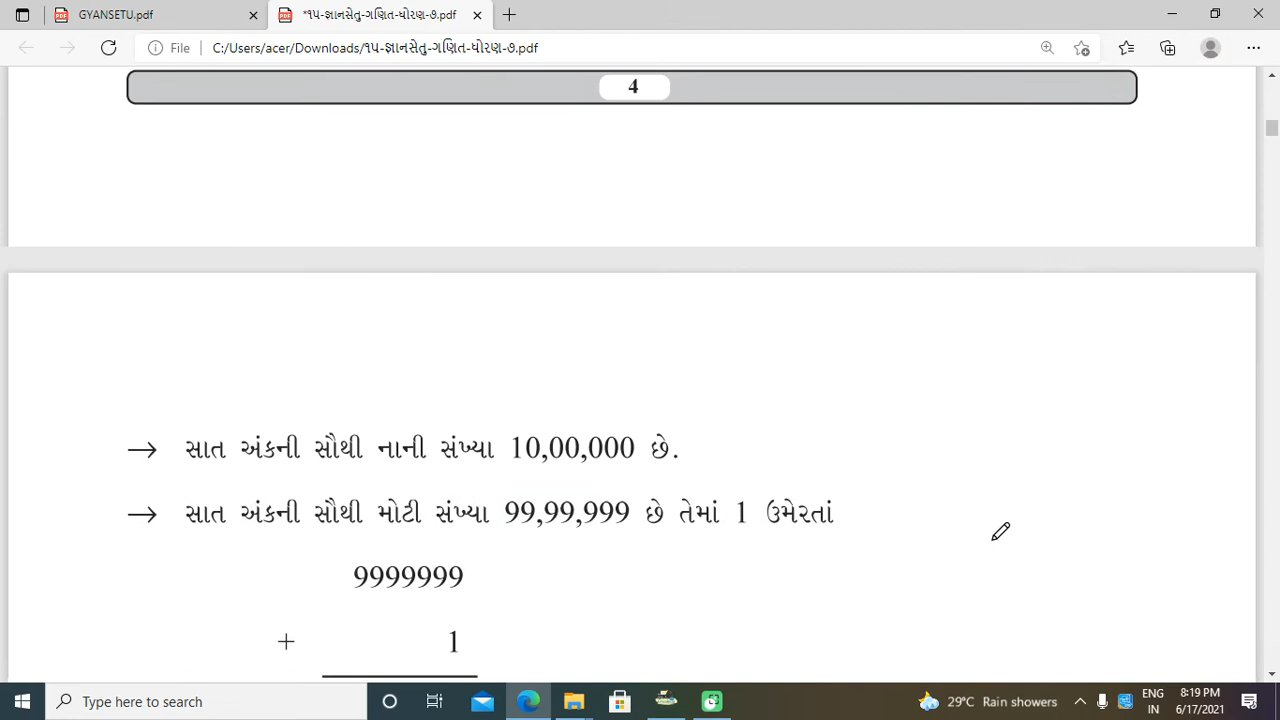 GYANSETU.pdf
*૧૫-જ્ઞાનસેતુ-ગણિત-ધોરણ-૭.pdf
File
C:/Users/acer/Downloads/૧૫-જ્ઞાનસેતુ-ગણિત-ધોરણ-૭.pdf
4
→ સાત અંકની સૌથી નાની સંખ્યા 10,00,000 છે.
→ સાત અંકની સૌથી મોટી સંખ્યા 99,99,999 છે તેમાં 1 ઉમેરતાં
9999999
+ 1
Type here to search
29°C Rain showers
ENG
IN
8:19 PM
6/17/2021